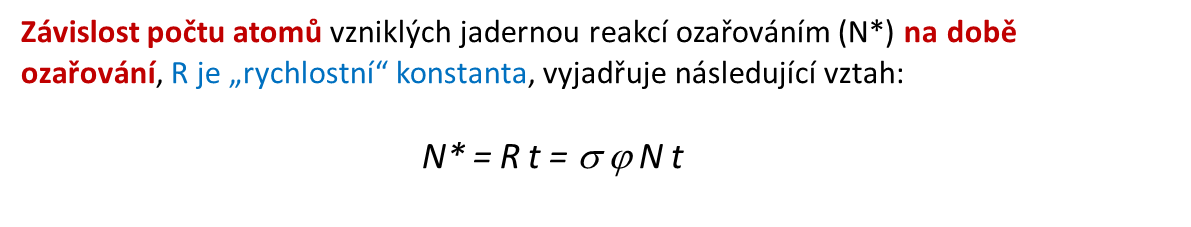 Závislost počtu atomů vzniklých jadernou reakcí ozařováním (N*) na době
ozařování, R je „rychlostní“ konstanta, vyjadřuje následující vztah:
N* = R t = σ φ N t